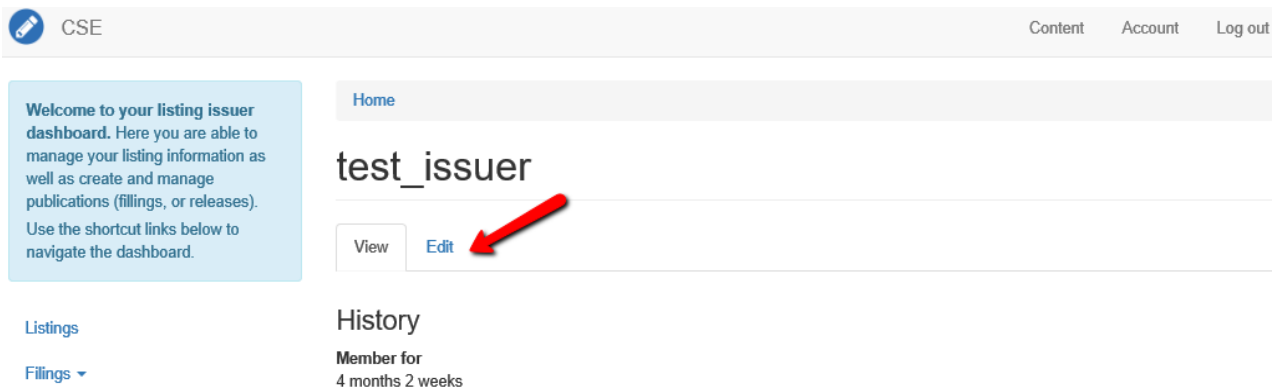 CSE
Content Account Log out
Welcome to your listing issuer
dashboard. Here you are able to
manage your listing information as
well as create and manage
publications (fillings, or releases).
Use the shortcut links below to
navigate the dashboard.
Listings
Filings
Home
test_issuer
View Edit
History
Member for
4 months 2 weeks